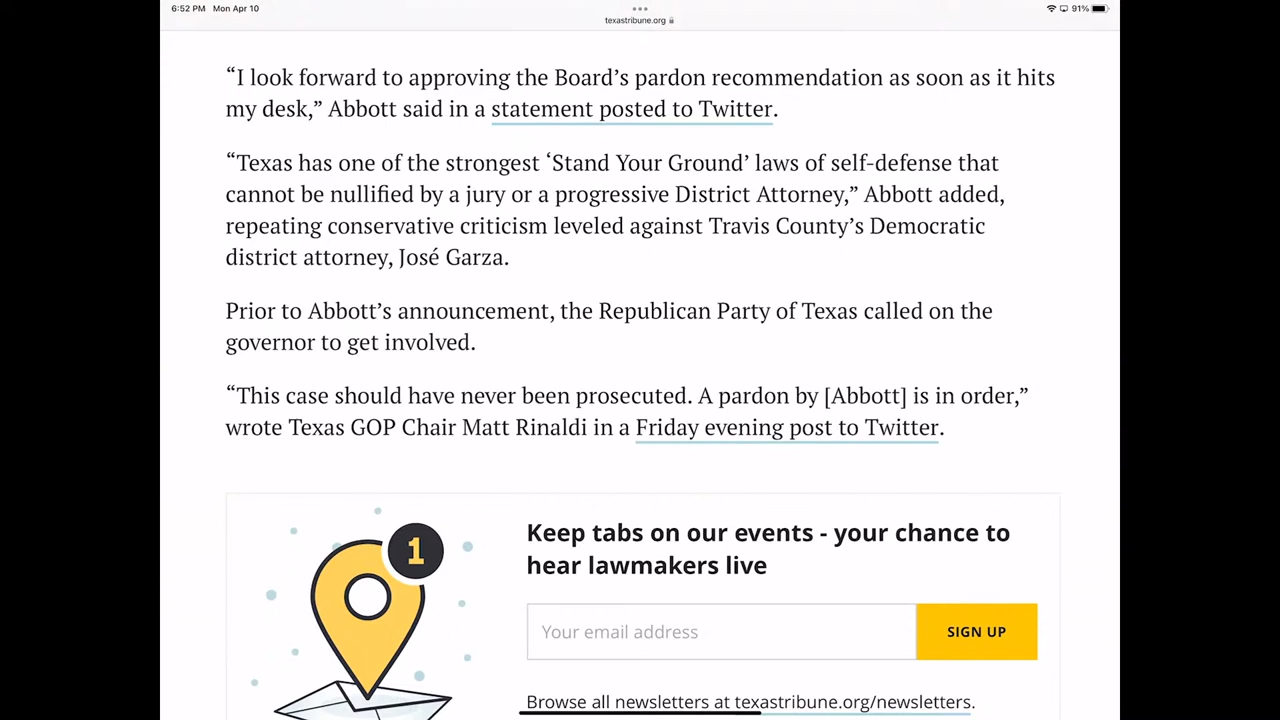 6:52 PM Mon Apr 10
91%
texastribune.org
“I look forward to approving the Board’s pardon recommendation as soon as it hits
my desk,” Abbott said in a statement posted to Twitter.
“Texas has one of the strongest ‘Stand Your Ground’ laws of self-defense that
cannot be nullified by a jury or a progressive District Attorney,” Abbott added,
repeating conservative criticism leveled against Travis County’s Democratic
district attorney, José Garza.
Prior to Abbott’s announcement, the Republican Party of Texas called on the
governor to get involved.
“This case should have never been prosecuted. A pardon by [Abbott] is in order,”
wrote Texas GOP Chair Matt Rinaldi in a Friday evening post to Twitter.
1
Keep tabs on our events - your chance to
hear lawmakers live
Your email address
SIGN UP
Browse all newsletters at texastribune.org/newsletters.